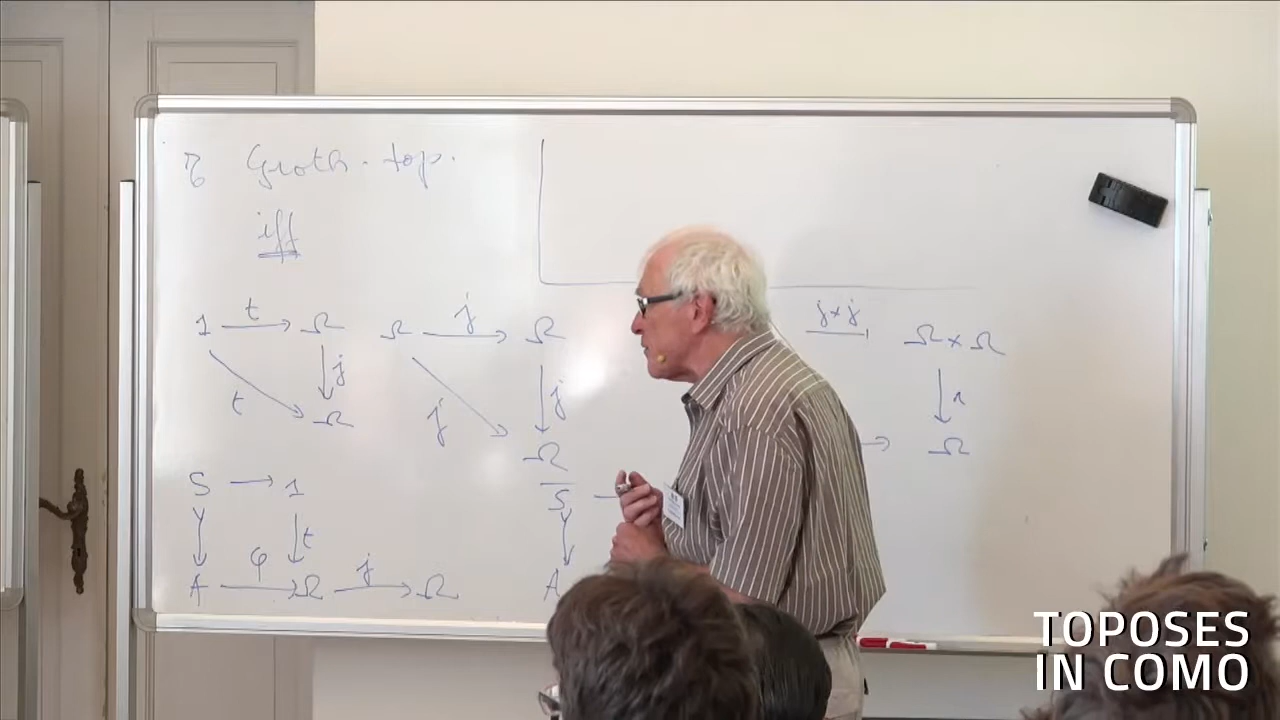 Groth. top.
iff
1 t Ω
j
t Ω
Ω j Ω
j
j Ω
j×j Ω × Ω
Ω
S → 1
t
φ j
A → Ω → Ω
S̅
A
TOPOSES
IN COMO